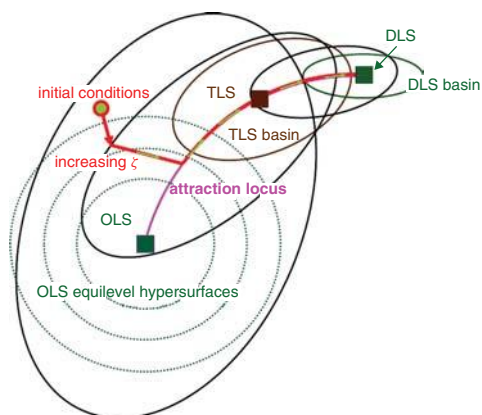 DLS
TLS
DLS basin
initial conditions
TLS basin
increasing ζ
attraction locus
OLS
OLS equilevel hypersurfaces